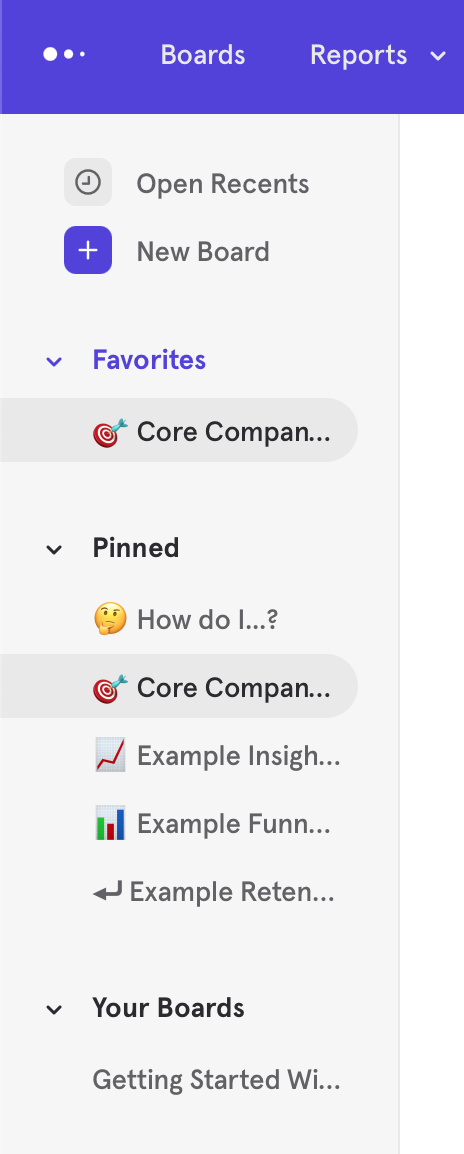 Boards Reports
Open Recents
New Board
Favorites
🎯 Core Compan...
Pinned
🤔 How do I...?
🎯 Core Compan...
📈 Example Insigh...
📊 Example Funn...
↩ Example Reten...
Your Boards
Getting Started Wi...